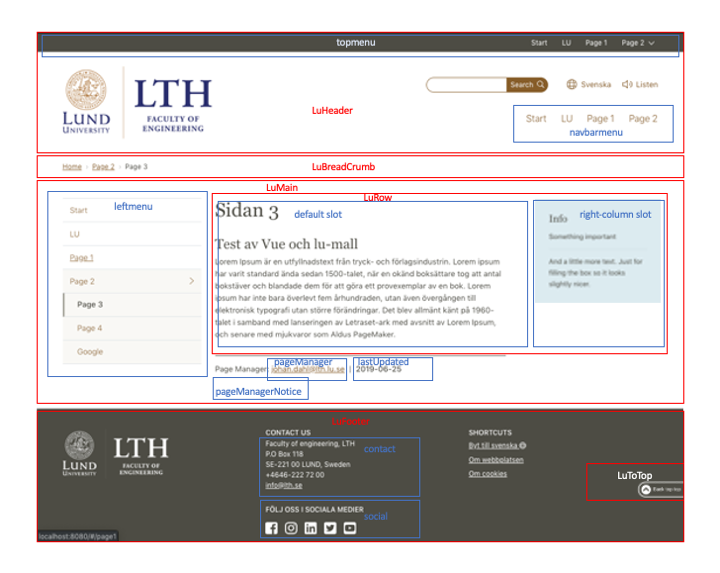 topmenu
Start LU Page 1 Page 2
LTH
Search
Svenska Listen
LUND
UNIVERSITY
FACULTY OF
ENGINEERING
LuHeader
Start LU Page 1 Page 2
navbarmenu
Home Page 2 Page 3
LuBreadCrumb
LuMain
LuRow
Start
leftmenu
LU
Page 1
Page 2
Page 3
Page 4
Google
Sidan 3
default slot
Test av Vue och lu-mall
Lorem Ipsum är en utfyllnadstext från tryck- och förlagsindustrin. Lorem ipsum
har varit standard ända sedan 1500-talet, när en okänd boksättare tog att antal
bokstäver och blandade dem för att göra ett provexemplar av en bok. Lorem
ipsum har inte bara överlevt fem århundraden, utan även övergången till
elektronisk typografi utan större förändringar. Det blev allmänt känt på 1960-
talet i samband med lanseringen av Letraset-ark med avsnitt av Lorem Ipsum,
och senare med mjukvaror som Aldus PageMaker.
Info
right-column slot
Something important
And a little more text. Just for
filling the box so it looks
slightly nicer.
pageManager
lastUpdated
Page Manager: johan.dahl@lth.lu.se | 2019-06-25
pageManagerNotice
LuFooter
LTH
LUND
UNIVERSITY
FACULTY OF
ENGINEERING
CONTACT US
Faculty of engineering, LTH
P.O Box 118
SE-221 00 LUND, Sweden
+4646-222 72 00
info@lth.se
contact
FÖLJ OSS I SOCIALA MEDIER
social
SHORTCUTS
Byt till svenska
Om webbplatsen
Om cookies
LuToTop
localhost:8080/#/page1